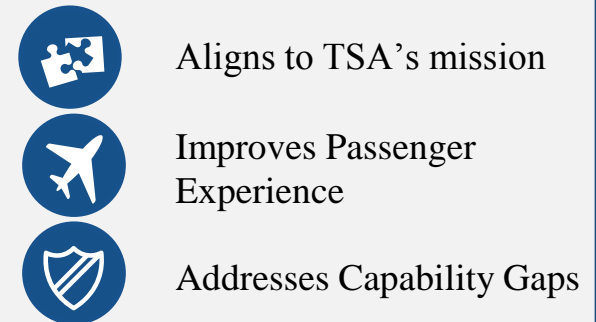 Aligns to TSA’s mission
Improves Passenger
Experience
Addresses Capability Gaps